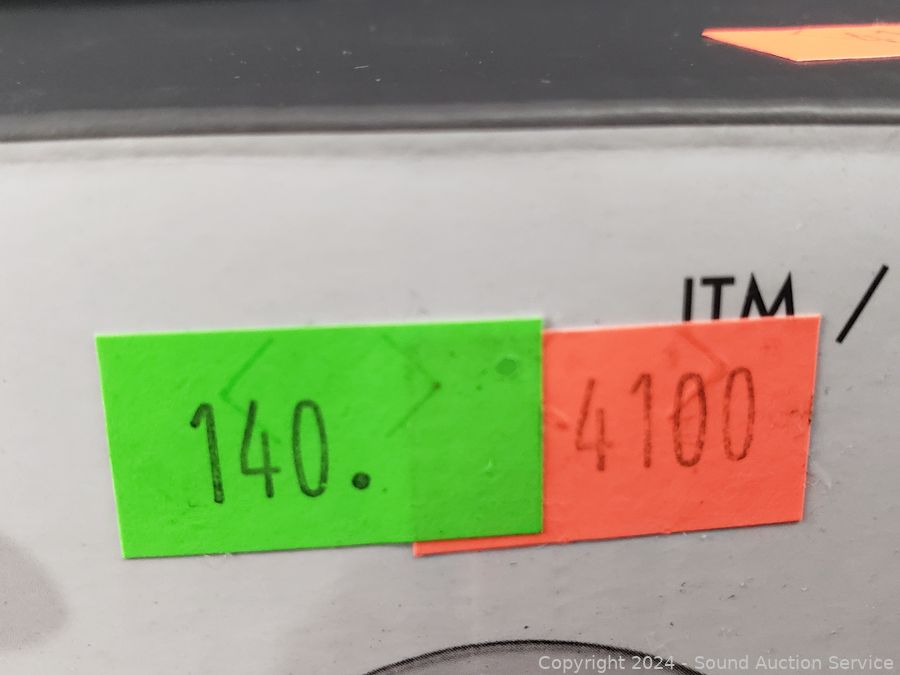 ITM /
140.
4100
Copyright 2024 - Sound Auction Service